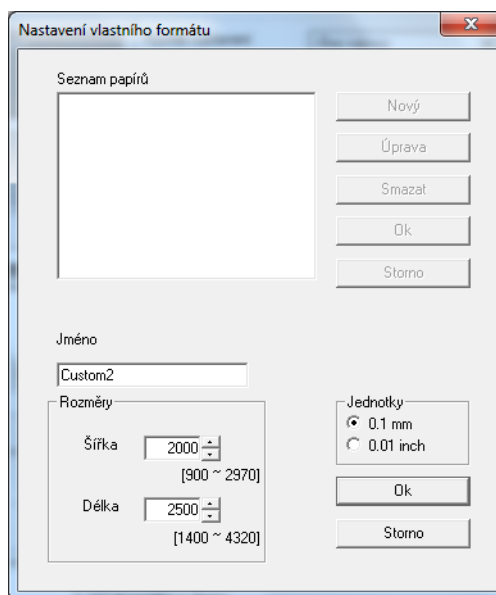 Nastavení vlastního formátu
Seznam papírů
Nový
Úprava
Smazat
Ok
Storno
Jméno
Custom2
Rozměry
Šířka 2000
[900 ~ 2970]
Délka 2500
[1400 ~ 4320]
Jednotky
0.1 mm
0.01 inch
Ok
Storno